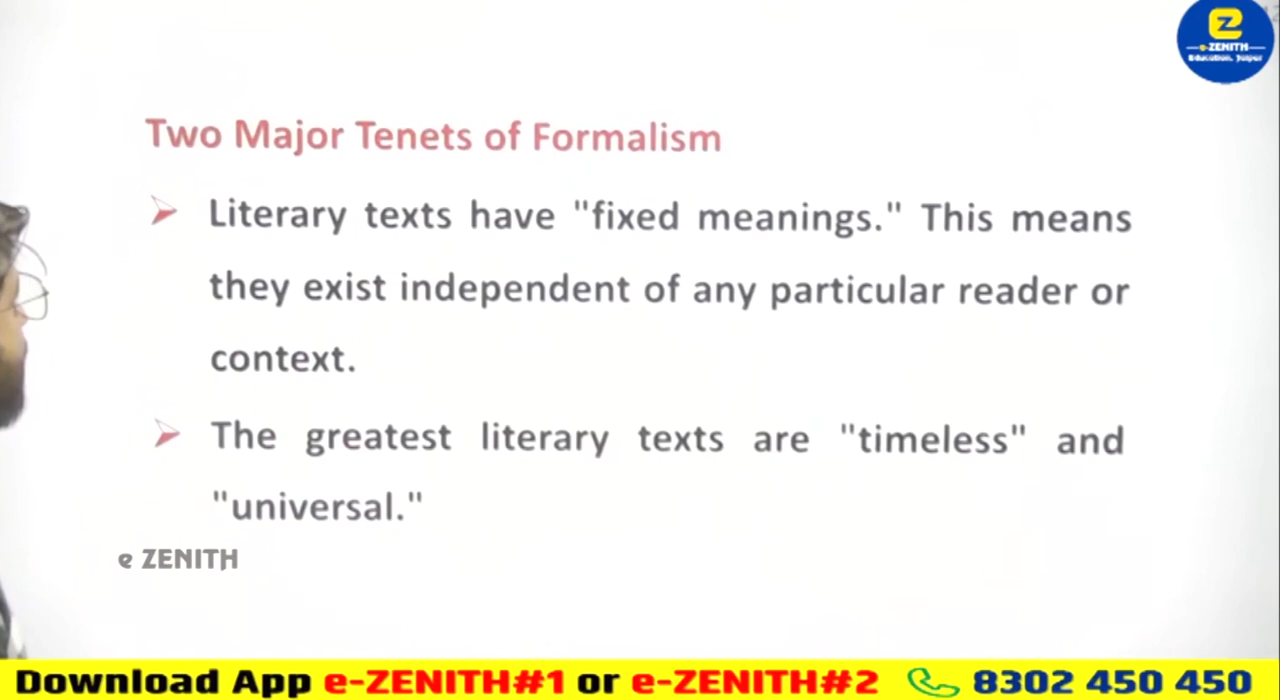 e
Z
e-ZENITH
Education, Jaipur
Two Major Tenets of Formalism
Literary texts have "fixed meanings." This means
they exist independent of any particular reader or
context.
The greatest literary texts are "timeless" and
"universal."
e ZENITH
Download App e-ZENITH#1 or e-ZENITH#2 8302 450 450